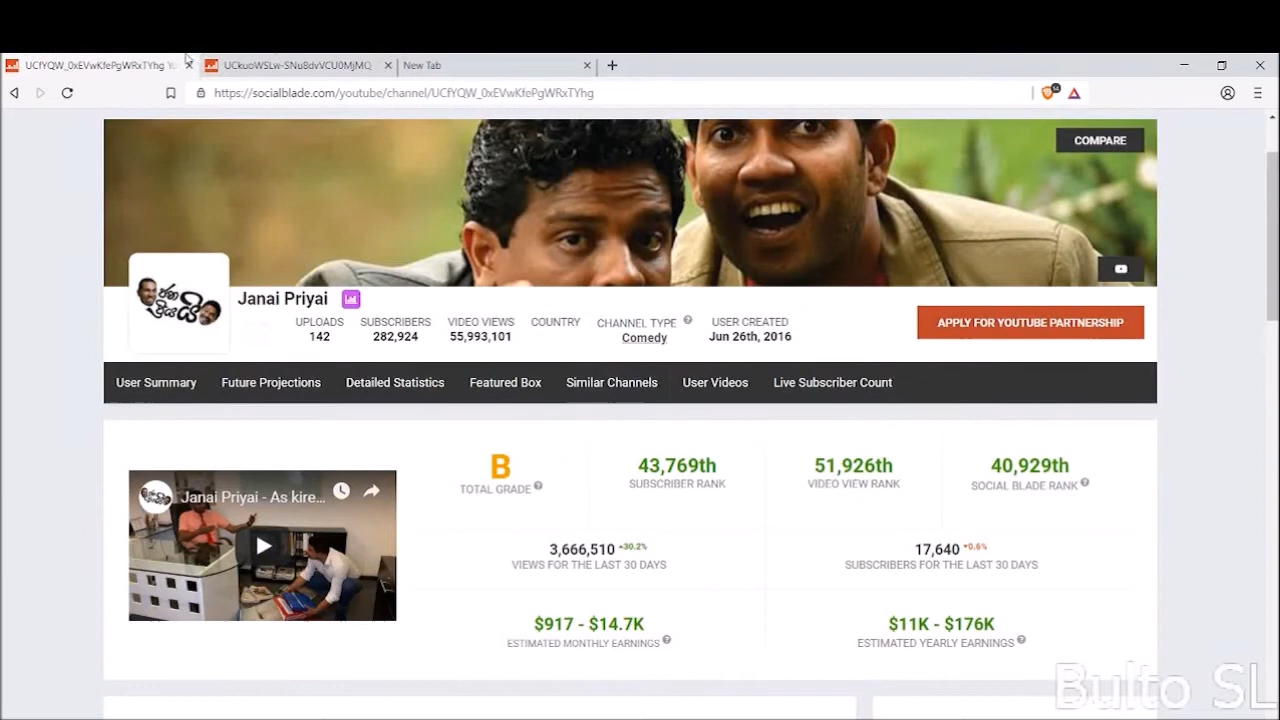 UCfYQW_0xEVwKfePgWRxTYhg Yo
UCkuoWSLw-SNu8dvVCU0MjMQ
New Tab
https://socialblade.com/youtube/channel/UCfYQW_0xEVwKfePgWRxTYhg
COMPARE
ජනා
ප්‍රියයි
Janai Priyai
UPLOADS
142
SUBSCRIBERS
282,924
VIDEO VIEWS
55,993,101
COUNTRY
CHANNEL TYPE
Comedy
USER CREATED
Jun 26th, 2016
APPLY FOR YOUTUBE PARTNERSHIP
User Summary Future Projections Detailed Statistics Featured Box Similar Channels User Videos Live Subscriber Count
Janai Priyai - As kire...
B
TOTAL GRADE
43,769th
SUBSCRIBER RANK
51,926th
VIDEO VIEW RANK
40,929th
SOCIAL BLADE RANK
3,666,510 +30.2%
VIEWS FOR THE LAST 30 DAYS
17,640 0.6%
SUBSCRIBERS FOR THE LAST 30 DAYS
$917 - $14.7K
ESTIMATED MONTHLY EARNINGS
$11K - $176K
ESTIMATED YEARLY EARNINGS
Bulto SL